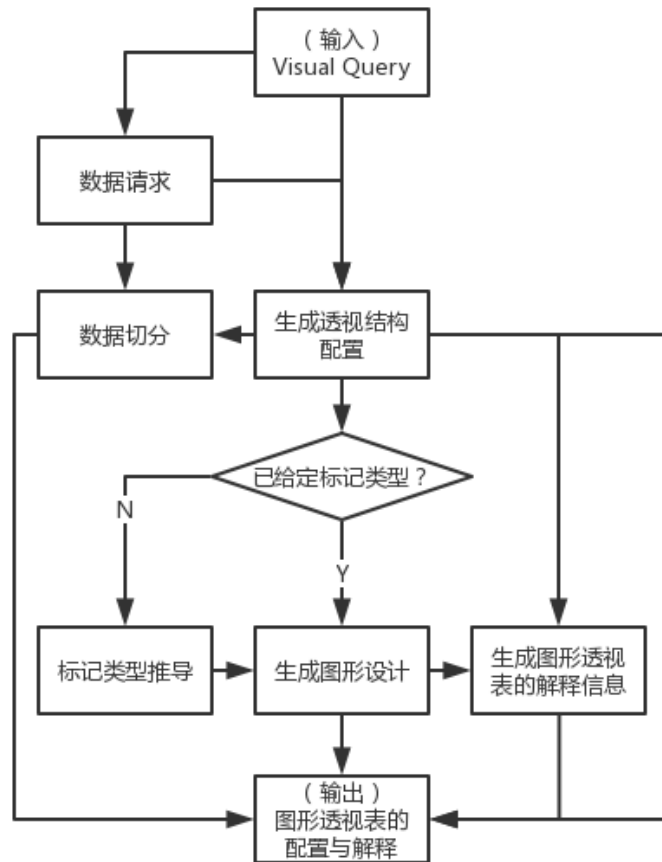 （输入）
Visual Query
数据请求
数据切分
生成透视结构
配置
已给定标记类型？
N
Y
标记类型推导
生成图形设计
生成图形透视
表的解释信息
（输出）
图形透视表的
配置与解释